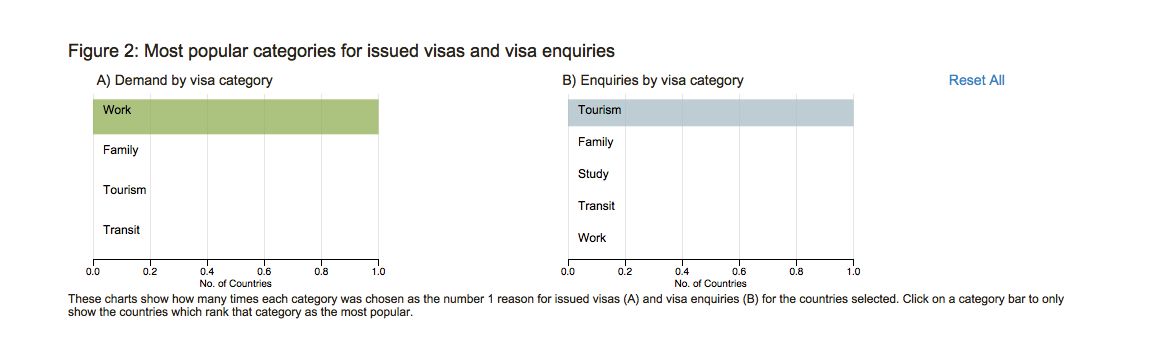 Figure 2: Most popular categories for issued visas and visa enquiries
A) Demand by visa category
B) Enquiries by visa category
Reset All
Work
Family
Tourism
Transit
0.0 0.2 0.4 0.6 0.8 1.0
No. of Countries
Tourism
Family
Study
Transit
Work
0.0 0.2 0.4 0.6 0.8 1.0
No. of Countries
These charts show how many times each category was chosen as the number 1 reason for issued visas (A) and visa enquiries (B) for the countries selected. Click on a category bar to only
show the countries which rank that category as the most popular.